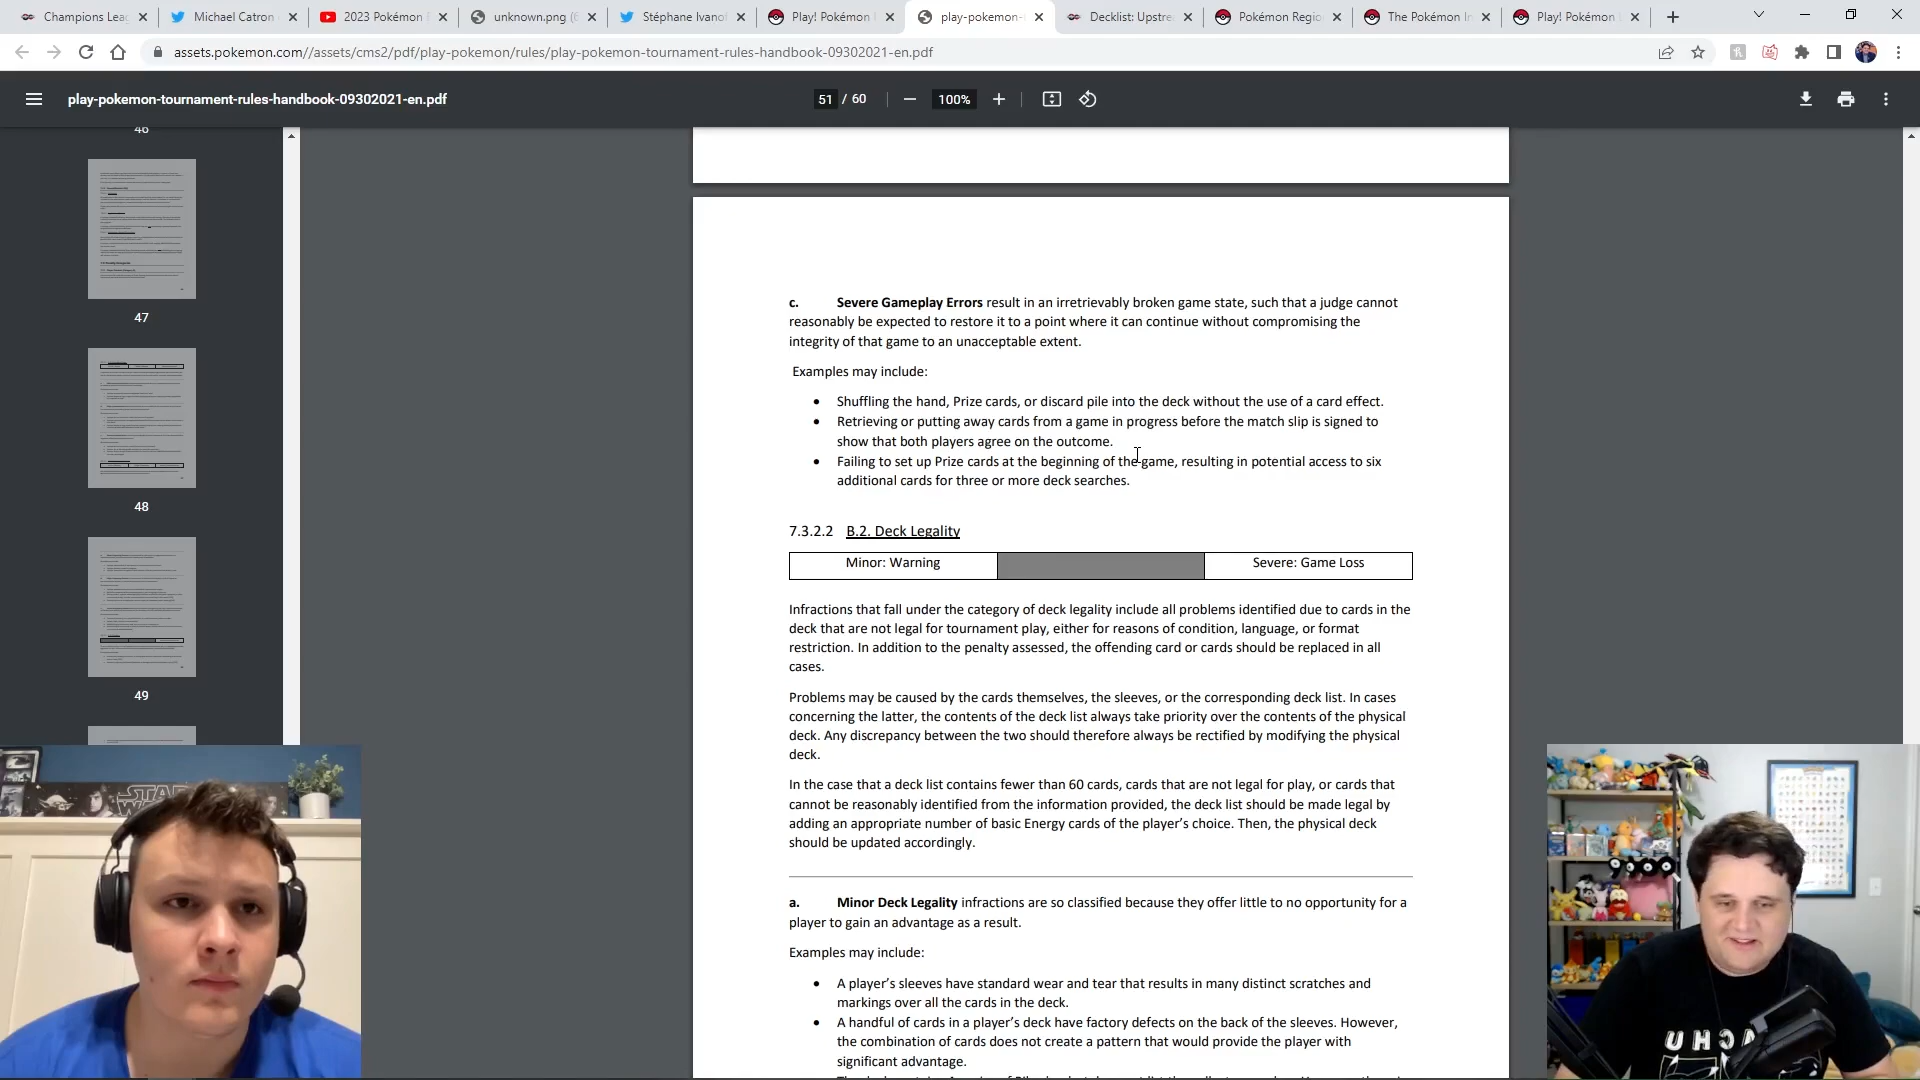 Champions Lea
Michael Catron
2023 Pokémon
unknown.png (6
Stéphane Ivanof
Play! Pokémon
play-pokemon-
Decklist: Upstre
Pokémon Regio
The Pokémon In
Play! Pokémon
assets.pokemon.com//assets/cms2/pdf/play-pokemon/rules/play-pokemon-tournament-rules-handbook-09302021-en.pdf
play-pokemon-tournament-rules-handbook-09302021-en.pdf
51 / 60
100%
46
47
48
49
c. Severe Gameplay Errors result in an irretrievably broken game state, such that a judge cannot
reasonably be expected to restore it to a point where it can continue without compromising the
integrity of that game to an unacceptable extent.
Examples may include:
• Shuffling the hand, Prize cards, or discard pile into the deck without the use of a card effect.
• Retrieving or putting away cards from a game in progress before the match slip is signed to
show that both players agree on the outcome.
• Failing to set up Prize cards at the beginning of the game, resulting in potential access to six
additional cards for three or more deck searches.
7.3.2.2 B.2. Deck Legality
Minor: Warning
Severe: Game Loss
Infractions that fall under the category of deck legality include all problems identified due to cards in the
deck that are not legal for tournament play, either for reasons of condition, language, or format
restriction. In addition to the penalty assessed, the offending card or cards should be replaced in all
cases.
Problems may be caused by the cards themselves, the sleeves, or the corresponding deck list. In cases
concerning the latter, the contents of the deck list always take priority over the contents of the physical
deck. Any discrepancy between the two should therefore always be rectified by modifying the physical
deck.
In the case that a deck list contains fewer than 60 cards, cards that are not legal for play, or cards that
cannot be reasonably identified from the information provided, the deck list should be made legal by
adding an appropriate number of basic Energy cards of the player's choice. Then, the physical deck
should be updated accordingly.
a. Minor Deck Legality infractions are so classified because they offer little to no opportunity for a
player to gain an advantage as a result.
Examples may include:
• A player's sleeves have standard wear and tear that results in many distinct scratches and
markings over all the cards in the deck.
• A handful of cards in a player's deck have factory defects on the back of the sleeves. However,
the combination of cards does not create a pattern that would provide the player with
significant advantage.
STAR